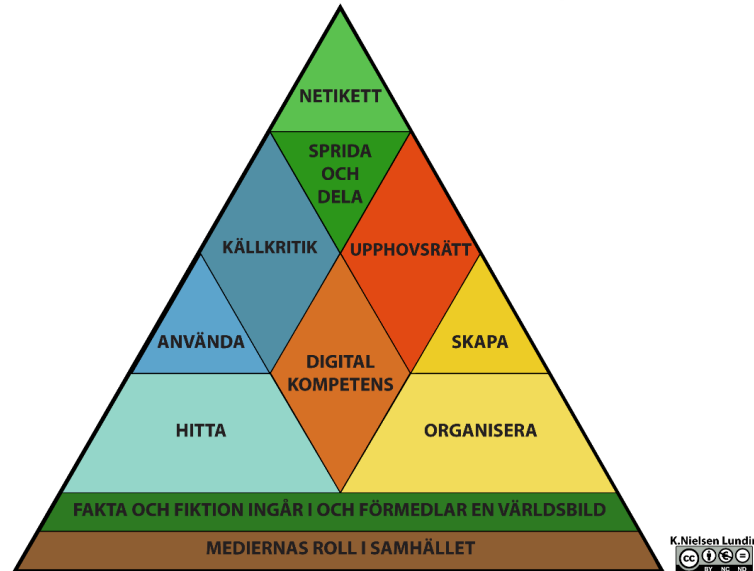 NETIKETT
SPRIDA
OCH
DELA
KÄLLKRITIK
UPPHOVSRÄTT
ANVÄNDA
SKAPA
DIGITAL
KOMPETENS
HITTA
ORGANISERA
FAKTA OCH FIKTION INGÅR I OCH FÖRMEDLAR EN VÄRLDSBILD
MEDIERNAS ROLL I SAMHÄLLET
K.Nielsen Lundin
cc
BY NC ND